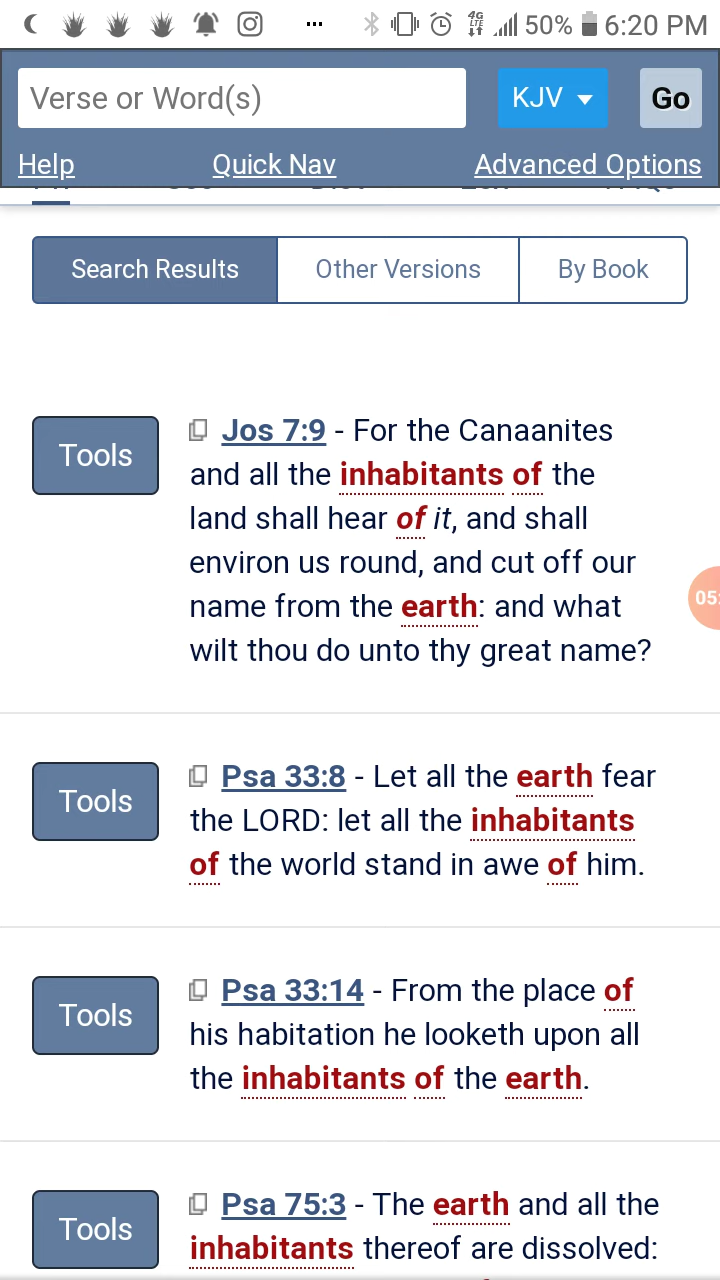 50% 6:20 PM
4G
LTE
Verse or Word(s) KJV Go
Help Quick Nav Advanced Options
Search Results Other Versions By Book
Tools
Jos 7:9 - For the Canaanites
and all the inhabitants of the
land shall hear of it, and shall
environ us round, and cut off our
name from the earth: and what
wilt thou do unto thy great name?
05:
Tools
Psa 33:8 - Let all the earth fear
the LORD: let all the inhabitants
of the world stand in awe of him.
Tools
Psa 33:14 - From the place of
his habitation he looketh upon all
the inhabitants of the earth.
Tools
Psa 75:3 - The earth and all the
inhabitants thereof are dissolved: